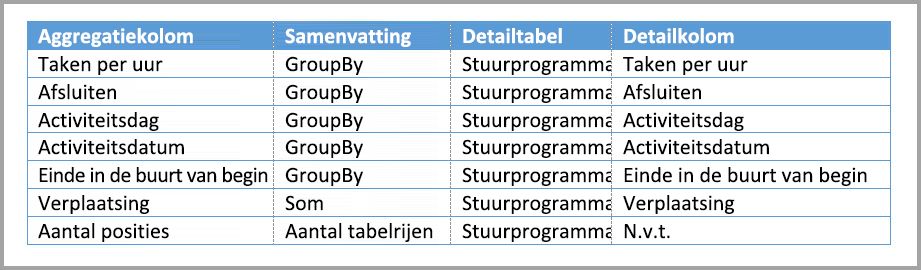 Aggregatiekolom Samenvatting Detailtabel Detailkolom
Taken per uur GroupBy Stuurprogramma Taken per uur
Afsluiten GroupBy Stuurprogramma Afsluiten
Activiteitsdag GroupBy Stuurprogramma Activiteitsdag
Activiteitsdatum GroupBy Stuurprogramma Activiteitsdatum
Einde in de buurt van begin GroupBy Stuurprogramma Einde in de buurt van begin
Verplaatsing Som Stuurprogramma Verplaatsing
Aantal posities Aantal tabelrijen Stuurprogramma N.v.t.